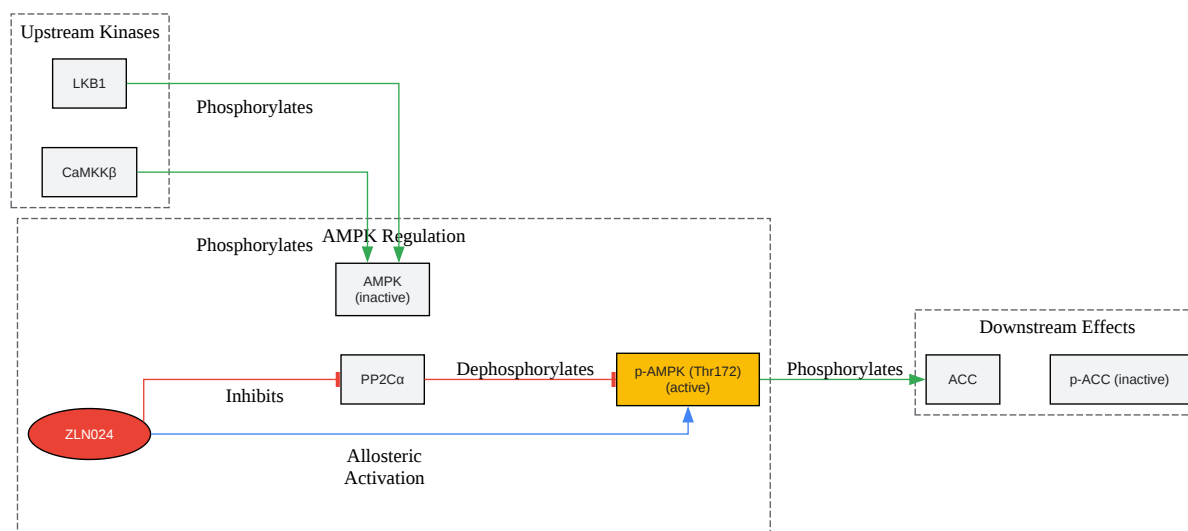 Upstream Kinases
LKB1
Phosphorylates
CaMKKβ
Phosphorylates
AMPK Regulation
AMPK
(inactive)
Downstream Effects
PP2Cα
Dephosphorylates
p-AMPK (Thr172)
(active)
Phosphorylates
ACC
p-ACC (inactive)
Inhibits
ZLN024
Allosteric
Activation